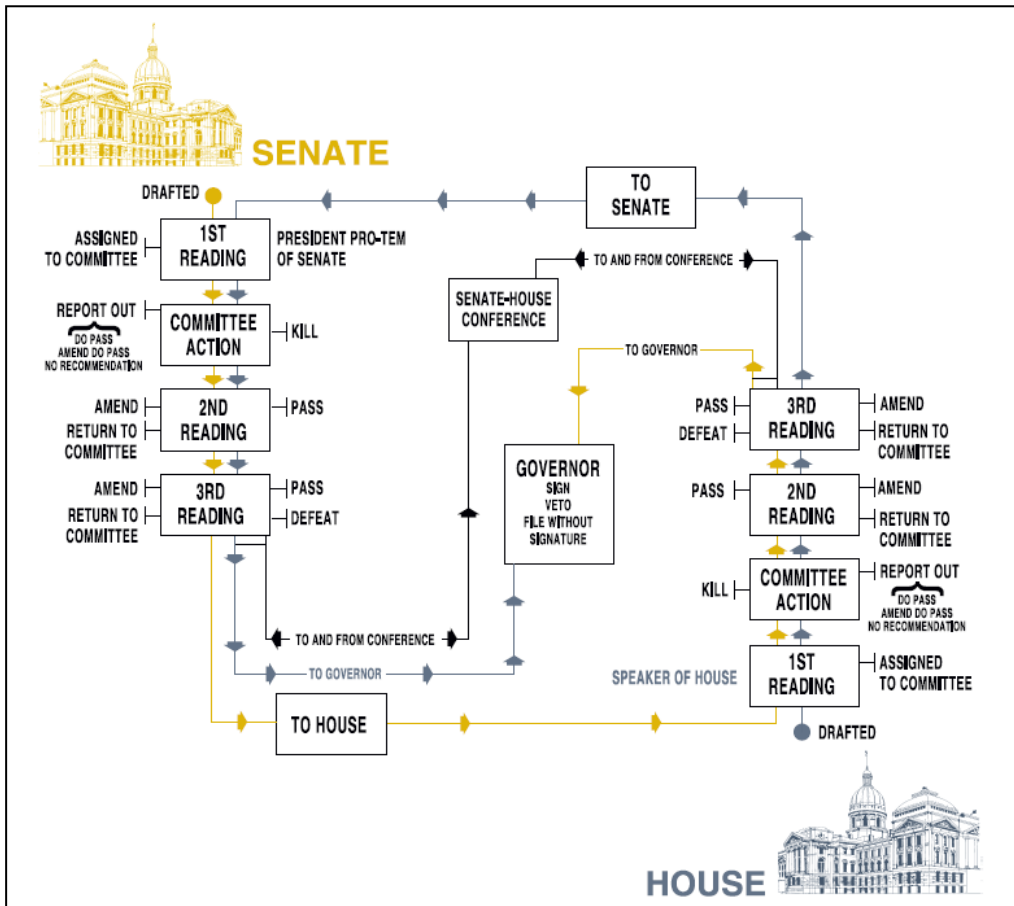 SENATE
DRAFTED
TO
SENATE
ASSIGNED
TO COMMITTEE
1ST
READING
PRESIDENT PRO-TEM
OF SENATE
TO AND FROM CONFERENCE
SENATE-HOUSE
CONFERENCE
REPORT OUT
DO PASS
AMEND DO PASS
NO RECOMMENDATION
COMMITTEE
ACTION
KILL
TO GOVERNOR
AMEND
RETURN TO
COMMITTEE
2ND
READING
PASS
PASS
DEFEAT
3RD
READING
AMEND
RETURN TO
COMMITTEE
GOVERNOR
SIGN
VETO
FILE WITHOUT
SIGNATURE
AMEND
RETURN TO
COMMITTEE
3RD
READING
PASS
DEFEAT
PASS
2ND
READING
AMEND
RETURN TO
COMMITTEE
KILL
COMMITTEE
ACTION
REPORT OUT
DO PASS
AMEND DO PASS
NO RECOMMENDATION
TO AND FROM CONFERENCE
TO GOVERNOR
SPEAKER OF HOUSE
1ST
READING
ASSIGNED
TO COMMITTEE
TO HOUSE
DRAFTED
HOUSE